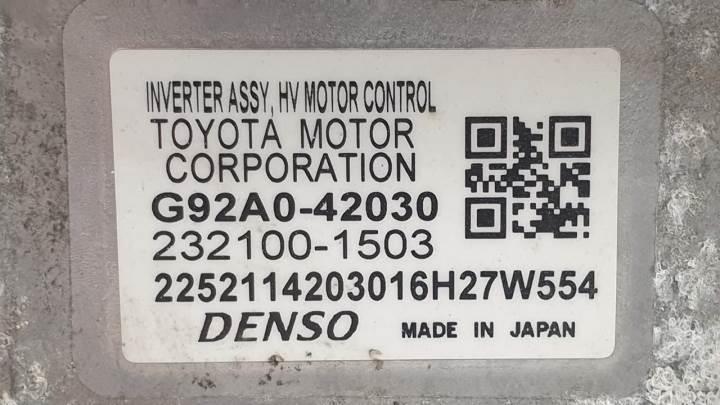 INVERTER ASSY, HV MOTOR CONTROL
TOYOTA MOTOR
CORPORATION
G92A0-42030
232100-1503
2252114203016H27W554
DENSO MADE IN JAPAN